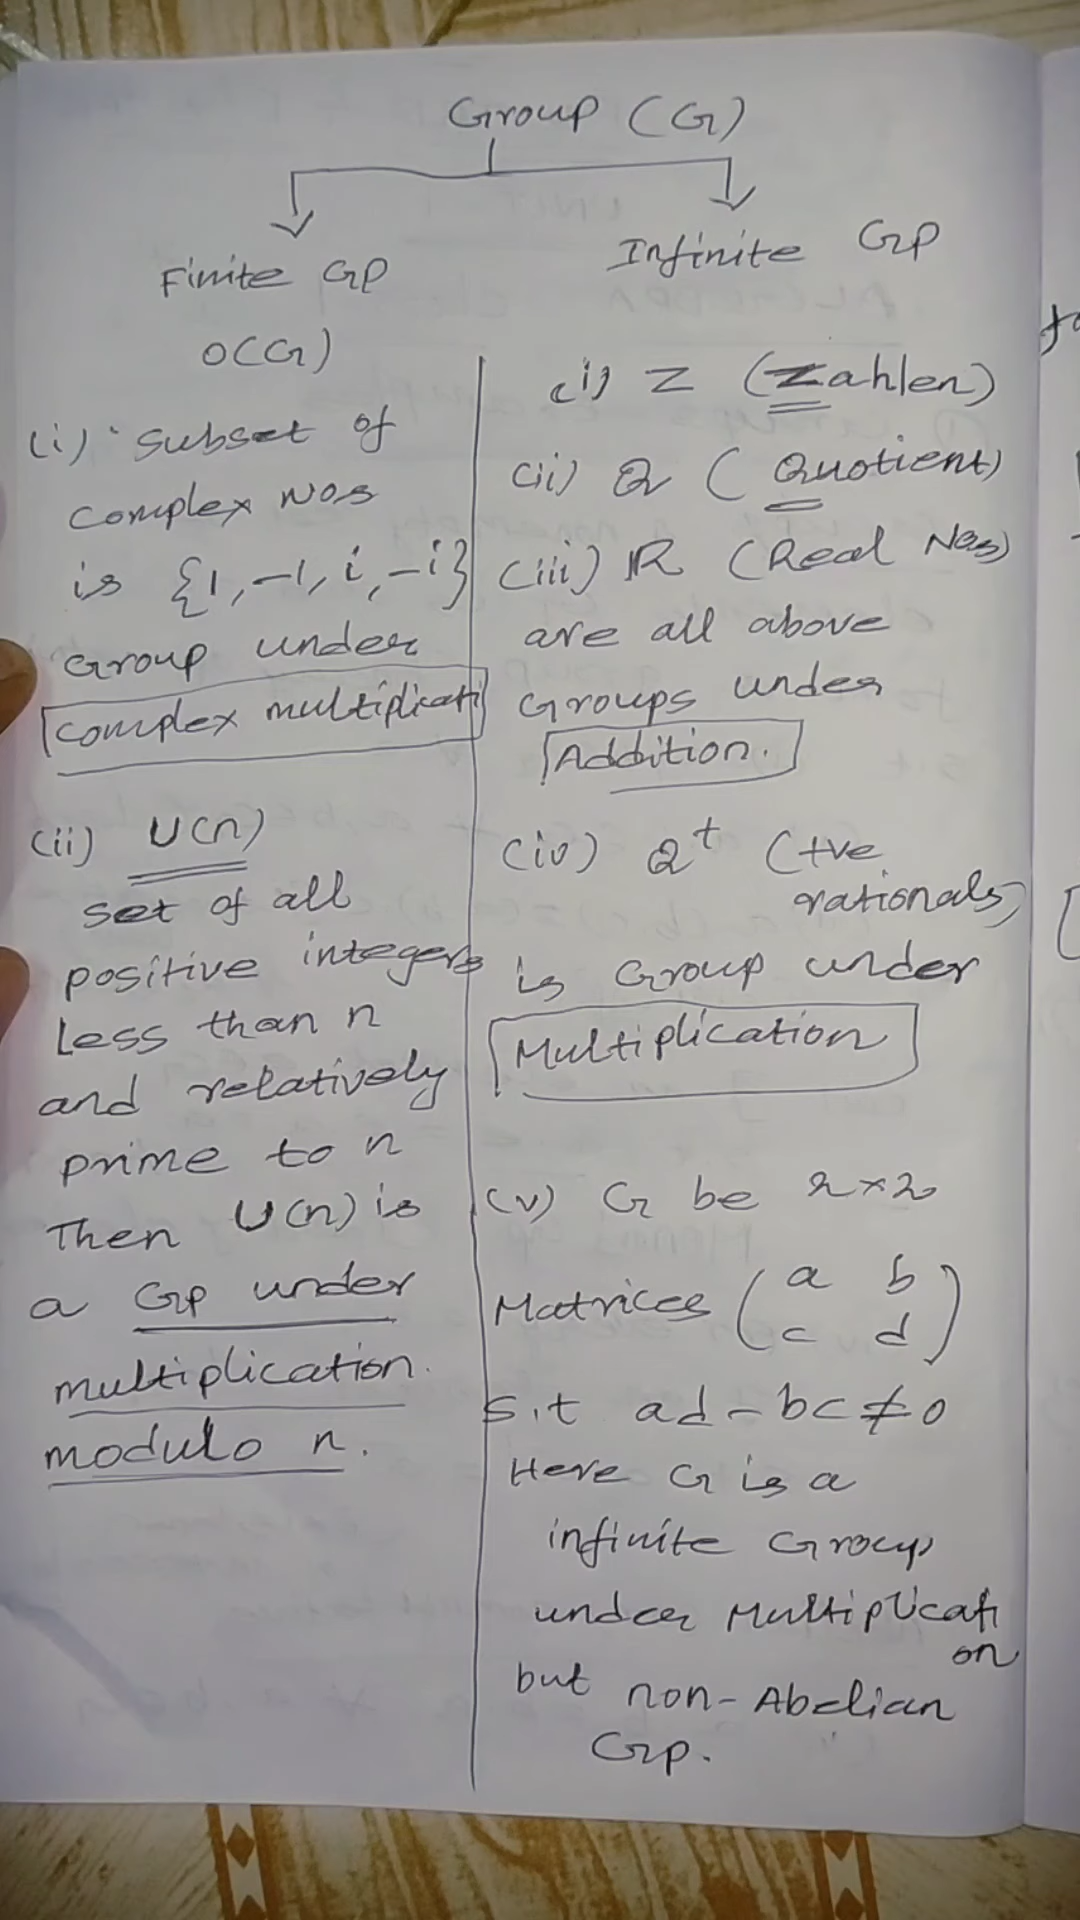 Group (G)
Finite GP
O(G)
(i) Subset of
complex Nos
is {1, -1, i, -i}
Group under
complex multiplicati
(ii) U(n)
set of all
positive integers
less than n
and relatively
prime to n
Then U(n) is
a Gp under
multiplication.
modulo n.
Infinite GP
(i) Z (Zahlen)
(ii) Q (Quotient)
(iii) R (Real Nos)
are all above
Groups under
Addition.
(iv) Q+ (+ve
rationals)
is Group under
Multiplication
(v) G be 2×2
Matrices (a b
c d)
s.t ad - bc ≠ 0
Here G is a
infinite Group
under Multiplicati
on
but non-Abelian
Grp.